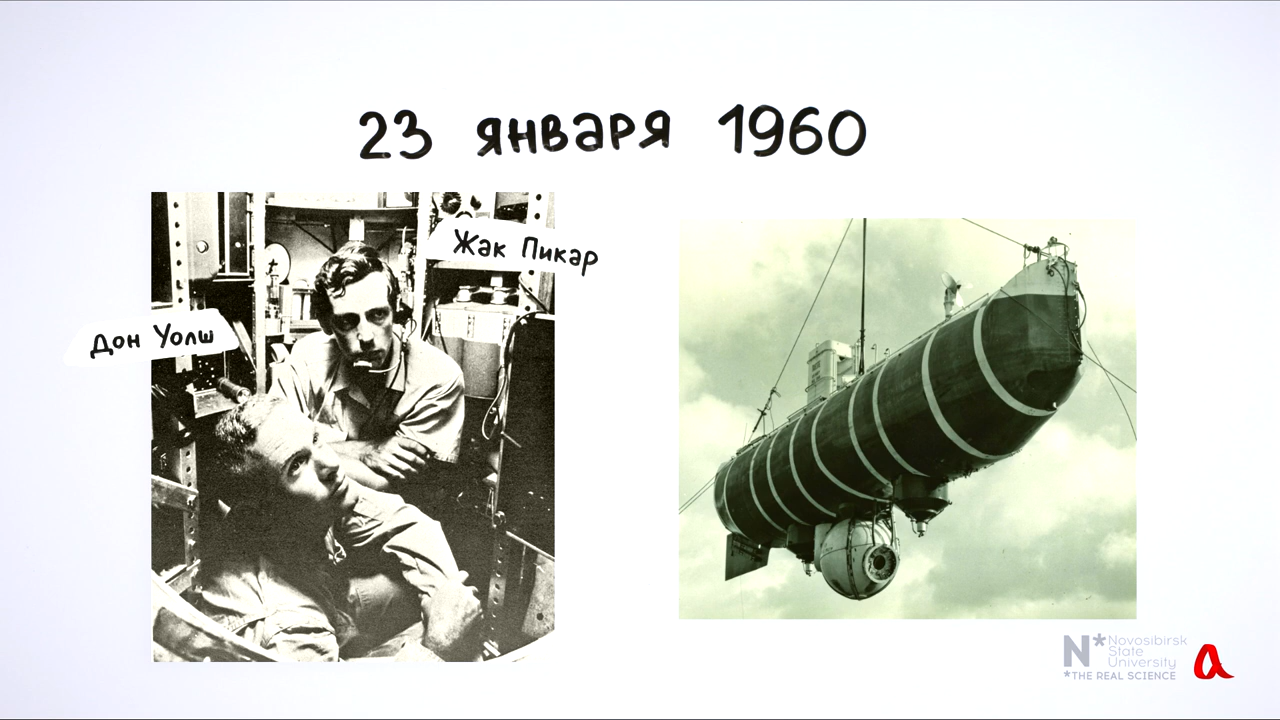 23 января 1960
Жак Пикар
Дон Уолш
N* Novosibirsk
State
University
*THE REAL SCIENCE
a